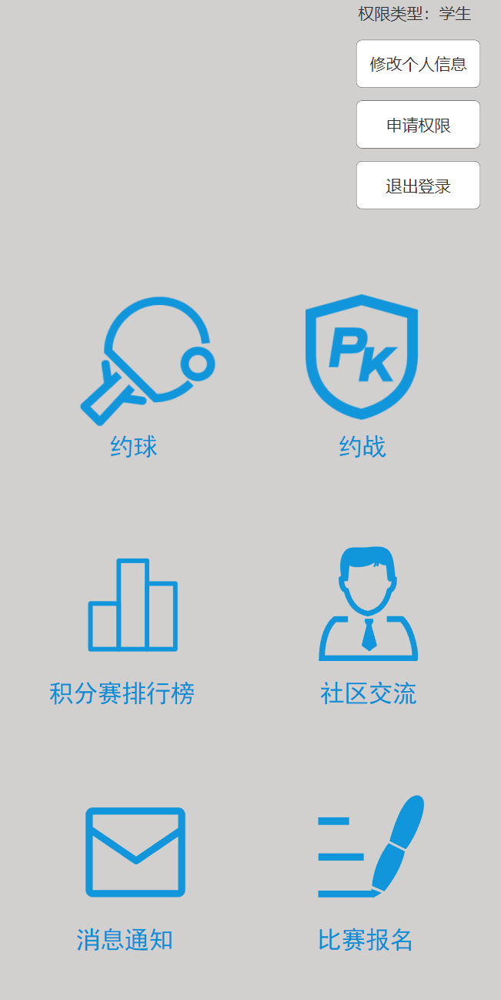 权限类型：学生
修改个人信息
申请权限
退出登录
PK
约球
约战
积分赛排行榜
社区交流
消息通知
比赛报名